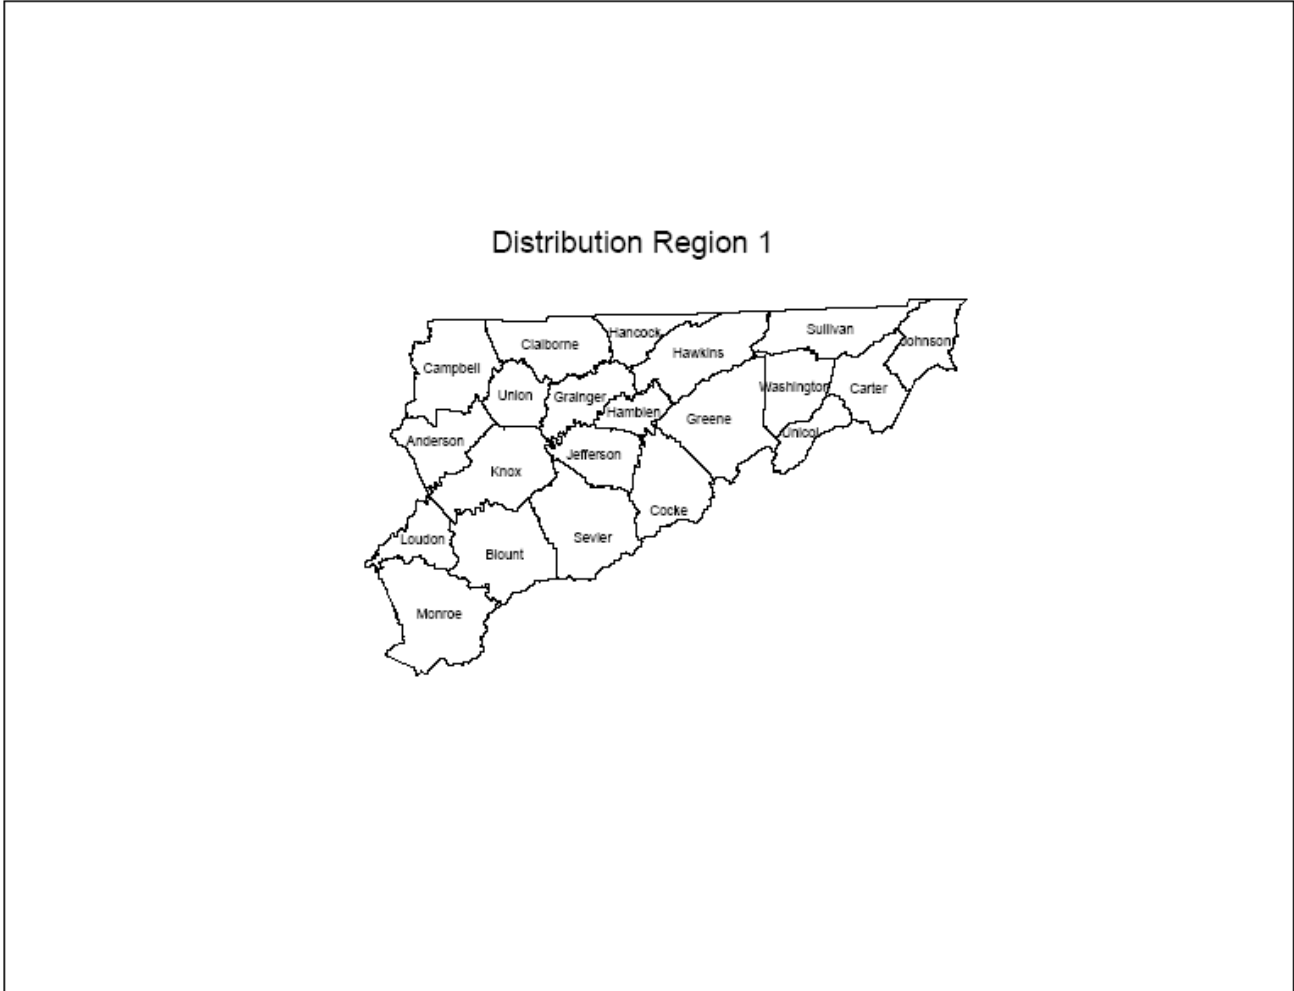 Distribution Region 1
Hancock
Sullivan
Johnson
Claiborne
Hawkins
Campbell
Union
Grainger
Washington
Carter
Hamblen
Greene
Unicoi
Anderson
Jefferson
Knox
Cocke
Loudon
Sevier
Blount
Monroe